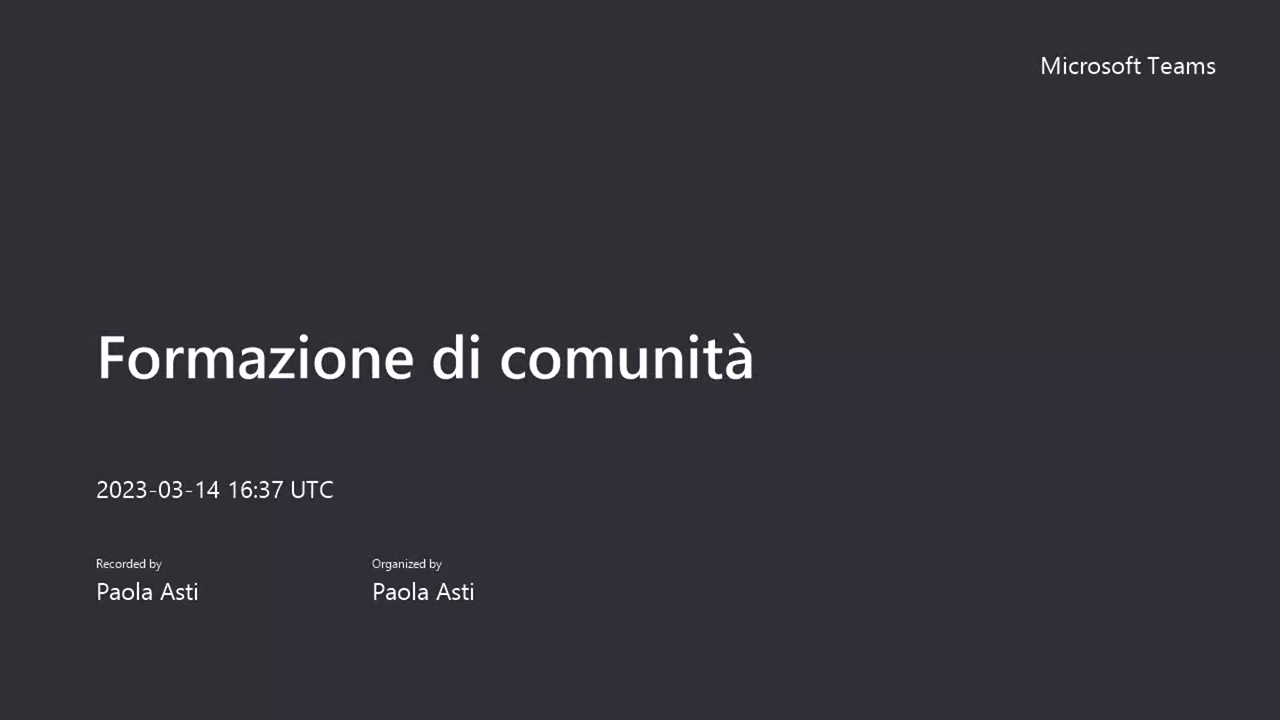 Microsoft Teams
Formazione di comunità
2023-03-14 16:37 UTC
Recorded by
Paola Asti
Organized by
Paola Asti